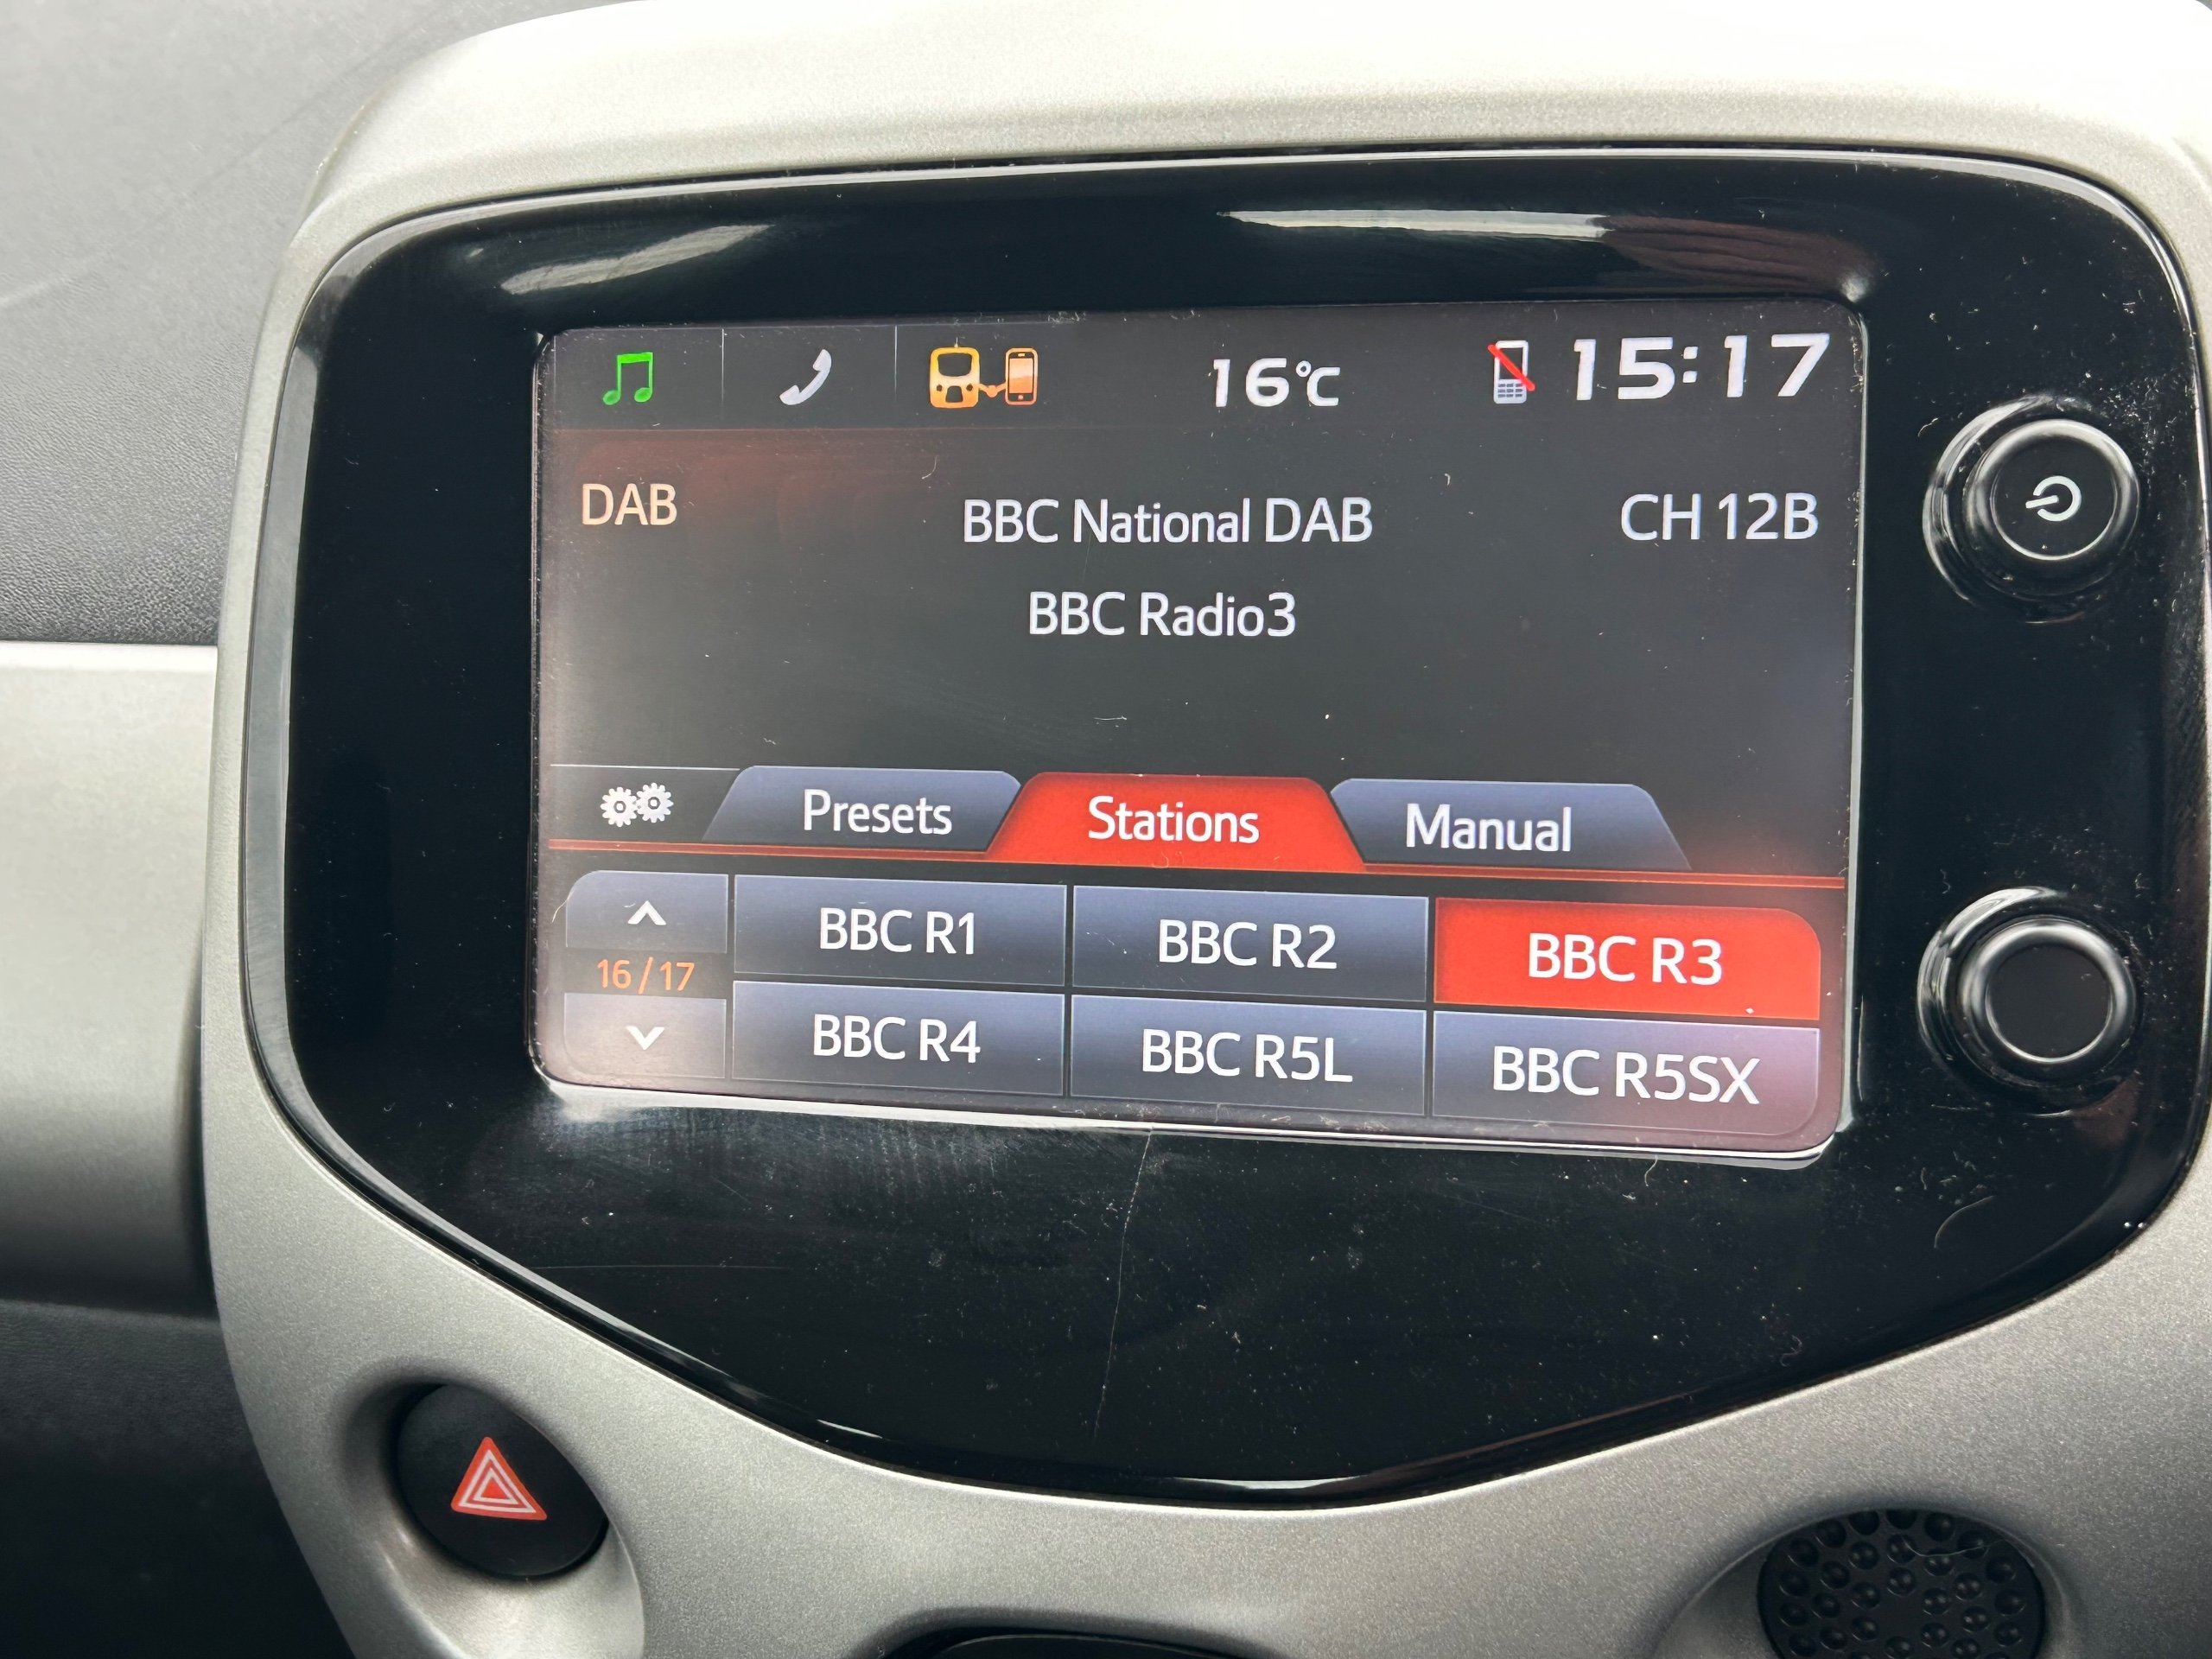 16°C 15:17
DAB BBC National DAB CH 12B
BBC Radio3
Presets Stations Manual
BBC R1 BBC R2 BBC R3
16/17
BBC R4 BBC R5L BBC R5SX